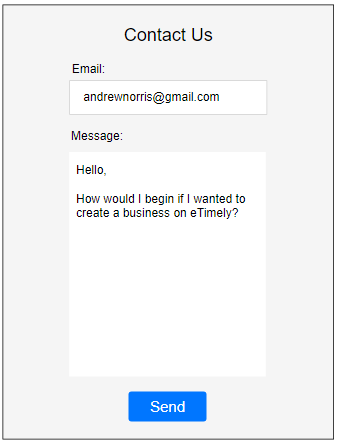 Contact Us
Email:
andrewnorris@gmail.com
Message:
Hello,
How would I begin if I wanted to
create a business on eTimely?
Send